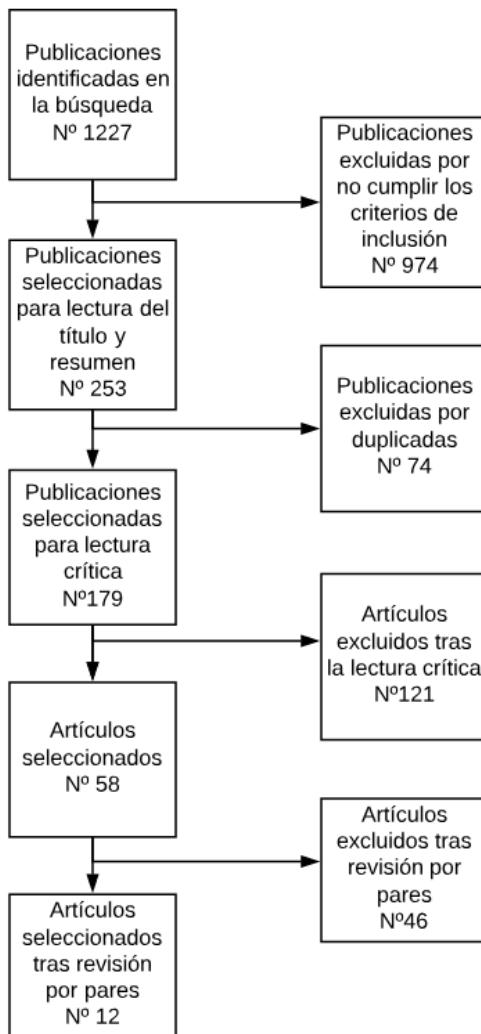 Publicaciones
identificadas en
la búsqueda
Nº 1227
Publicaciones
excluidas por
no cumplir los
criterios de
inclusión
Nº 974
Publicaciones
seleccionadas
para lectura del
título y
resumen
Nº 253
Publicaciones
excluidas por
duplicadas
Nº 74
Publicaciones
seleccionadas
para lectura
crítica
Nº179
Artículos
excluidos tras
la lectura crítica
Nº121
Artículos
seleccionados
Nº 58
Artículos
excluidos tras
revisión por
pares
Nº46
Artículos
seleccionados
tras revisión
por pares
Nº 12